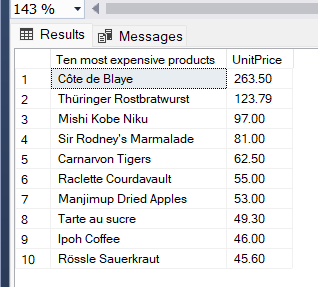 143 %
Results Messages
Ten most expensive products UnitPrice
1 Côte de Blaye 263.50
2 Thüringer Rostbratwurst 123.79
3 Mishi Kobe Niku 97.00
4 Sir Rodney's Marmalade 81.00
5 Carnarvon Tigers 62.50
6 Raclette Courdavault 55.00
7 Manjimup Dried Apples 53.00
8 Tarte au sucre 49.30
9 Ipoh Coffee 46.00
10 Rössle Sauerkraut 45.60